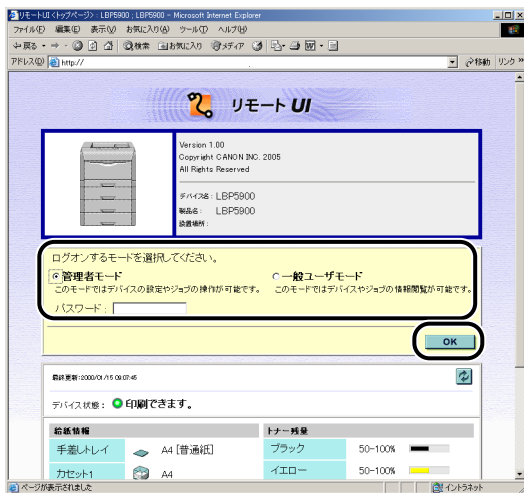 リモートUI <トップページ> : LBP5900 : LBP5900 - Microsoft Internet Explorer
ファイル(F) 編集(E) 表示(V) お気に入り(A) ツール(T) ヘルプ(H)
戻る 検索 お気に入り メディア
アドレス(D) http:// 移動 リンク »
リモート UI
Version 1.00
Copyright CANON INC. 2005
All Rights Reserved
デバイス名 : LBP5900
製品名 : LBP5900
設置場所 :
ログオンするモードを選択してください。
管理者モード 一般ユーザモード
このモードではデバイスの設定やジョブの操作が可能です。 このモードではデバイスやジョブの情報閲覧が可能です。
パスワード :
OK
最終更新 : 2000/01/15 09:07:45
デバイス状態 : 印刷できます。
給紙情報 トナー残量
手差しトレイ A4 [普通紙] ブラック 50-100%
カセット1 A4 イエロー 50-100%
ページが表示されました イントラネット